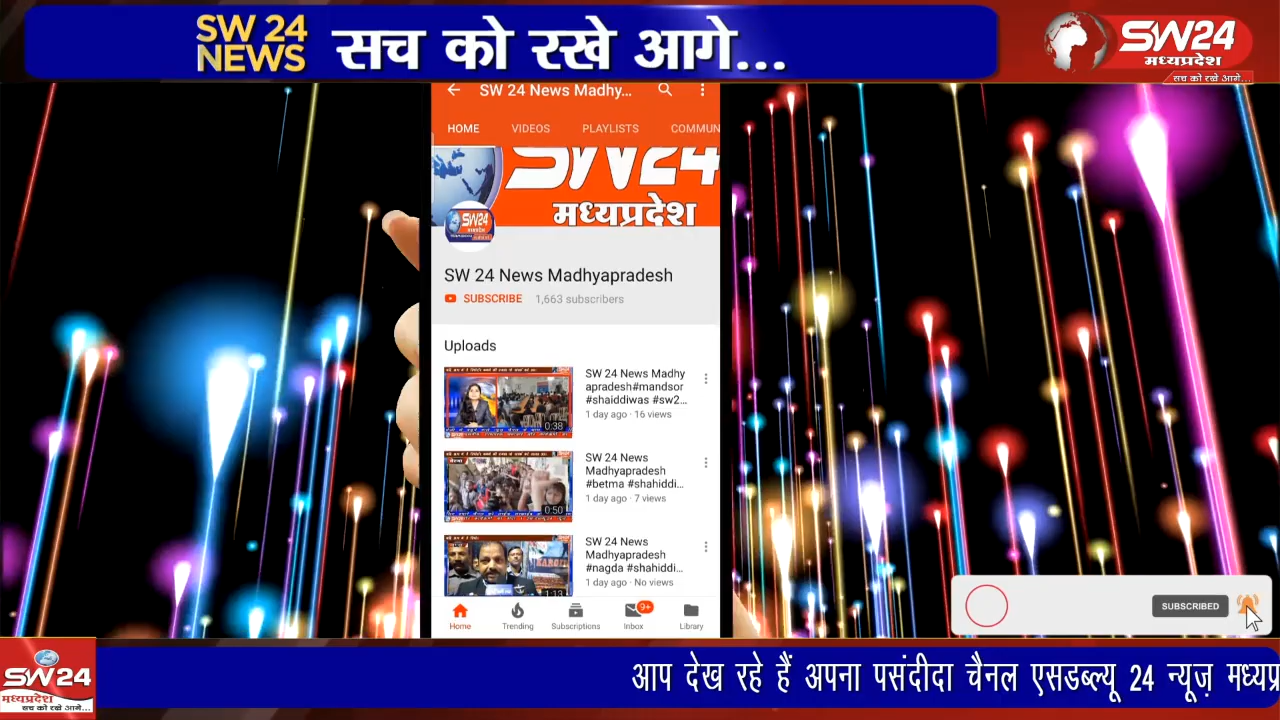 SW 24
NEWS
सच को रखे आगे...
SW24
मध्यप्रदेश
सच को रखे आगे...
SW 24 News Madhy...
HOME VIDEOS PLAYLISTS COMMUN
SW24
मध्यप्रदेश
SW24
SW 24 News Madhyapradesh
SUBSCRIBE 1,663 subscribers
Uploads
SW 24 News Madhy
apradesh#mandsor
#shaiddiwas #sw2...
1 day ago · 16 views
0:38
SW 24 News
Madhyapradesh
#betma #shahiddi...
1 day ago · 7 views
0:50
SW 24 News
Madhyapradesh
#nagda #shahiddi...
1 day ago · No views
1:13
9+
Home Trending Subscriptions Inbox Library
SUBSCRIBED
SW24
मध्यप्रदेश
सच को रखे आगे...
आप देख रहे हैं अपना पसंदीदा चैनल एसडब्ल्यू 24 न्यूज़ मध्यप्र